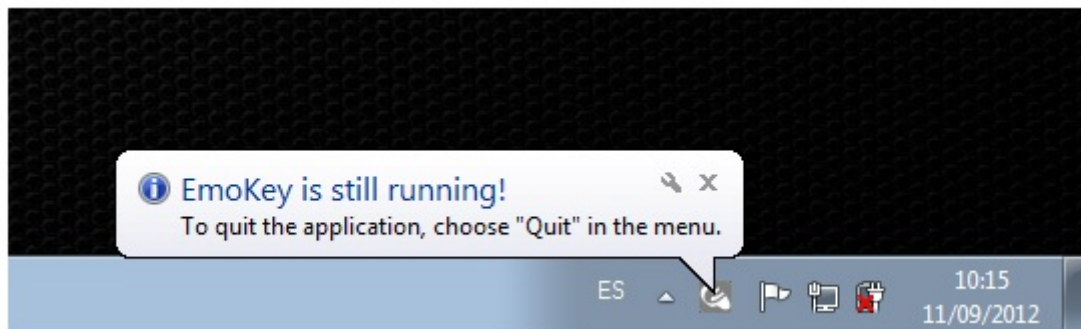 EmoKey is still running!
To quit the application, choose "Quit" in the menu.
ES
10:15
11/09/2012